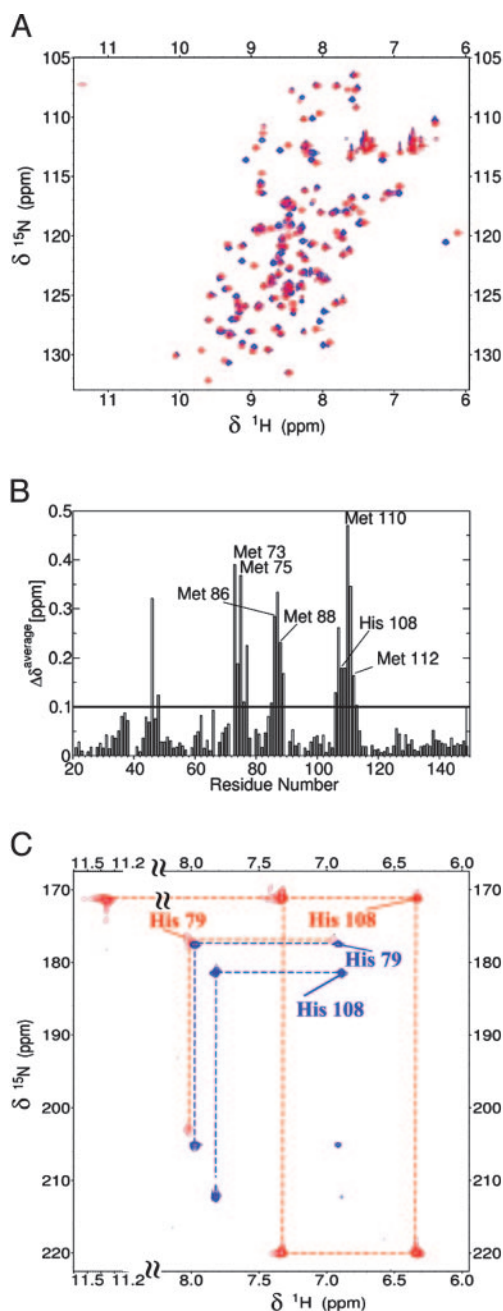 A
11 10 9 8 7 6
105 105
110 110
115 115
120 120
125 125
130 130
δ 15N (ppm)
11 10 9 8 7 6
δ 1H (ppm)
B
0.5
0.4
0.3
0.2
0.1
0
Δδaverage[ppm]
Met 110
Met 73
Met 75
Met 86
Met 88
His 108
Met 112
20 40 60 80 100 120 140
Residue Number
C
11.5 11.2 8.0 7.5 7.0 6.5 6.0
170 170
His 79 His 108
His 79
180 180
His 108
190 190
200 200
210 210
220 220
δ 15N (ppm)
11.5 11.2 8.0 7.5 7.0 6.5 6.0
δ 1H (ppm)